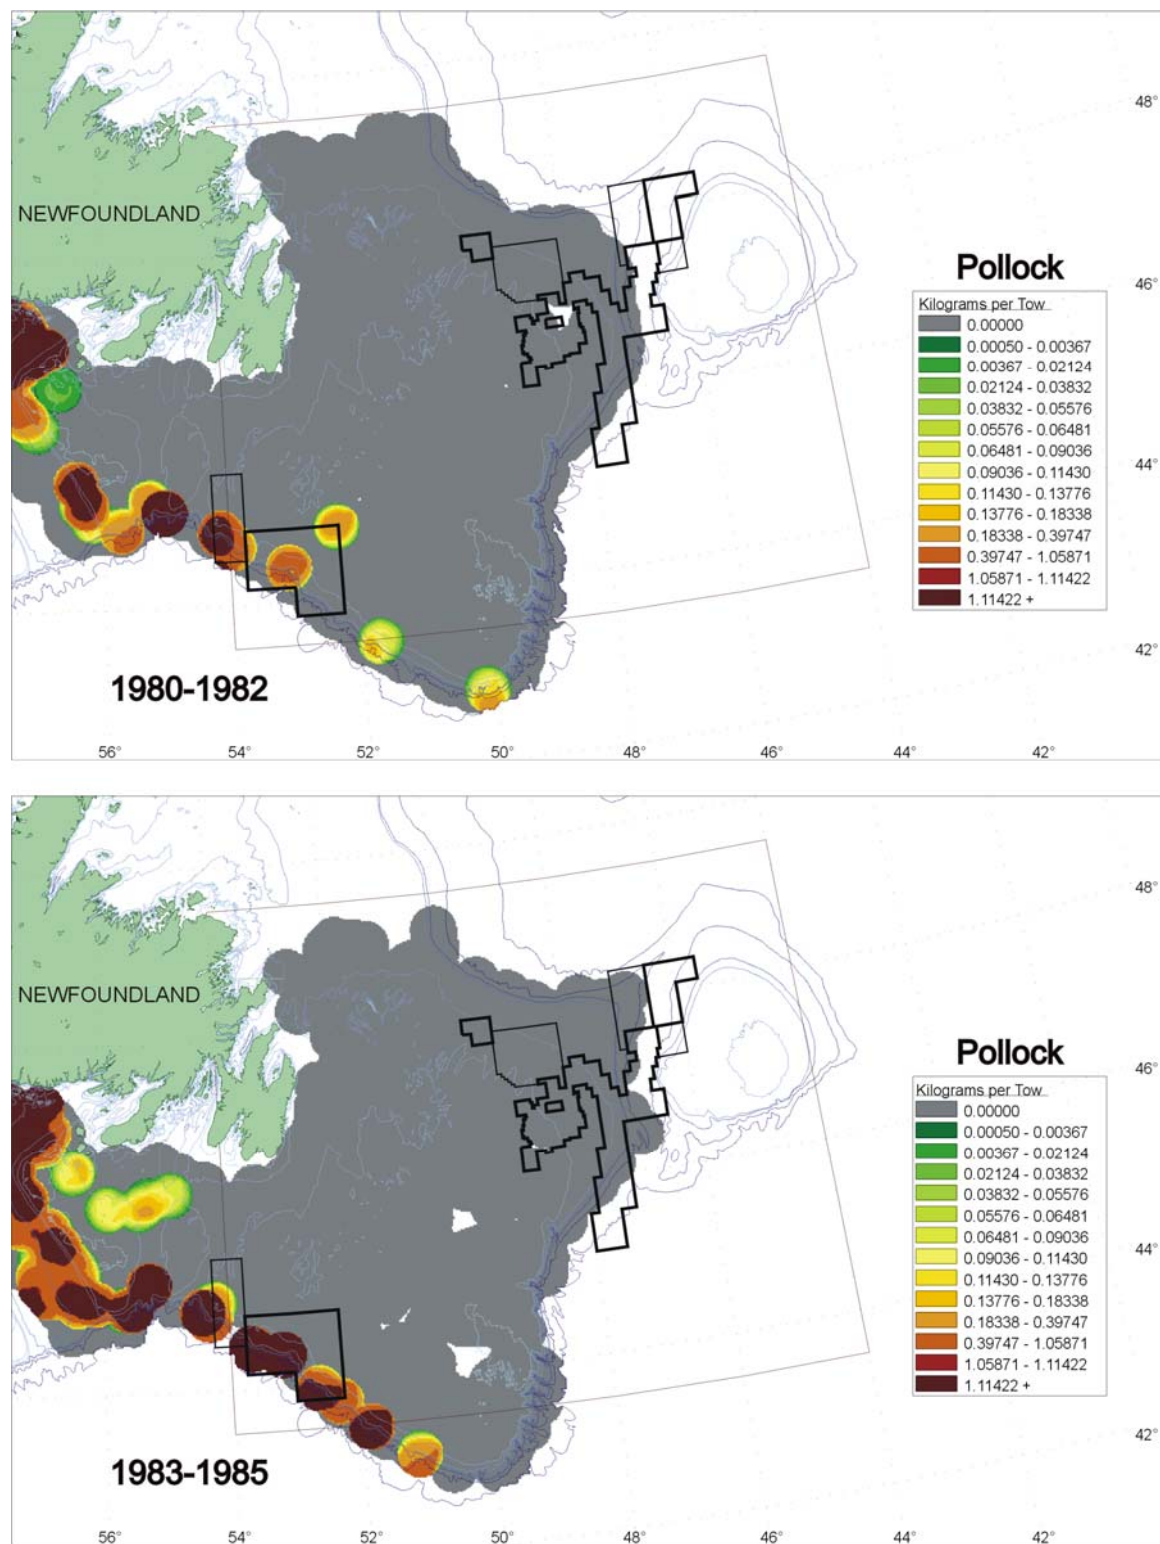 NEWFOUNDLAND
48°
Pollock
46°
Kilograms per Tow
0.00000
0.00050 - 0.00367
0.00367 - 0.02124
0.02124 - 0.03832
0.03832 - 0.05576
0.05576 - 0.06481
0.06481 - 0.09036
0.09036 - 0.11430
0.11430 - 0.13776
0.13776 - 0.18338
0.18338 - 0.39747
0.39747 - 1.05871
1.05871 - 1.11422
1.11422 +
44°
42°
1980-1982
56°
54°
52°
50°
48°
46°
44°
42°
NEWFOUNDLAND
48°
Pollock
46°
Kilograms per Tow
0.00000
0.00050 - 0.00367
0.00367 - 0.02124
0.02124 - 0.03832
0.03832 - 0.05576
0.05576 - 0.06481
0.06481 - 0.09036
0.09036 - 0.11430
0.11430 - 0.13776
0.13776 - 0.18338
0.18338 - 0.39747
0.39747 - 1.05871
1.05871 - 1.11422
1.11422 +
44°
42°
1983-1985
56°
54°
52°
50°
48°
46°
44°
42°